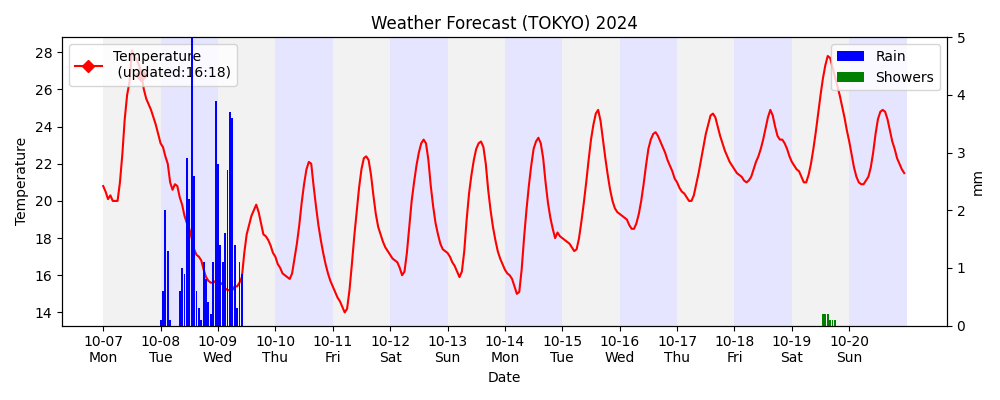 Weather Forecast (TOKYO) 2024
Temperature
(updated:16:18)
Rain
Showers
Temperature
28
26
24
22
20
18
16
14
5
4
3
2
1
0
mm
10-07 10-08 10-09 10-10 10-11 10-12 10-13 10-14 10-15 10-16 10-17 10-18 10-19 10-20
Mon Tue Wed Thu Fri Sat Sun Mon Tue Wed Thu Fri Sat Sun
Date